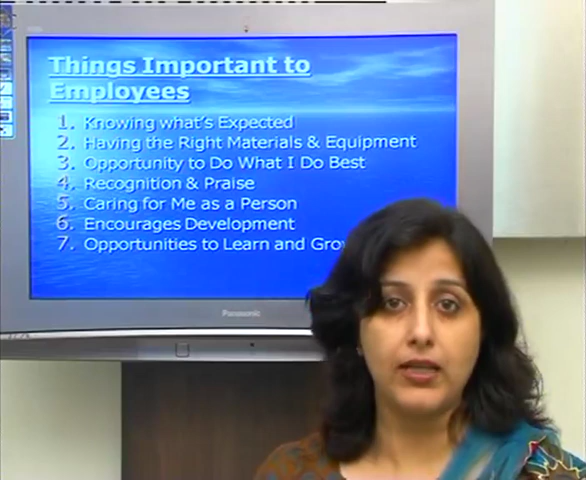 Things Important to
Employees
1. Knowing what's Expected
2. Having the Right Materials & Equipment
3. Opportunity to Do What I Do Best
4. Recognition & Praise
5. Caring for Me as a Person
6. Encourages Development
7. Opportunities to Learn and Grow
Panasonic